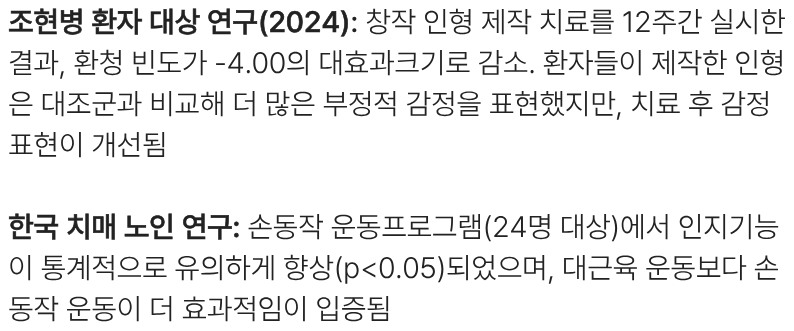 조현병 환자 대상 연구(2024): 창작 인형 제작 치료를 12주간 실시한
결과, 환청 빈도가 -4.00의 대효과크기로 감소. 환자들이 제작한 인형
은 대조군과 비교해 더 많은 부정적 감정을 표현했지만, 치료 후 감정
표현이 개선됨
한국 치매 노인 연구: 손동작 운동프로그램(24명 대상)에서 인지기능
이 통계적으로 유의하게 향상(p<0.05)되었으며, 대근육 운동보다 손
동작 운동이 더 효과적임이 입증됨